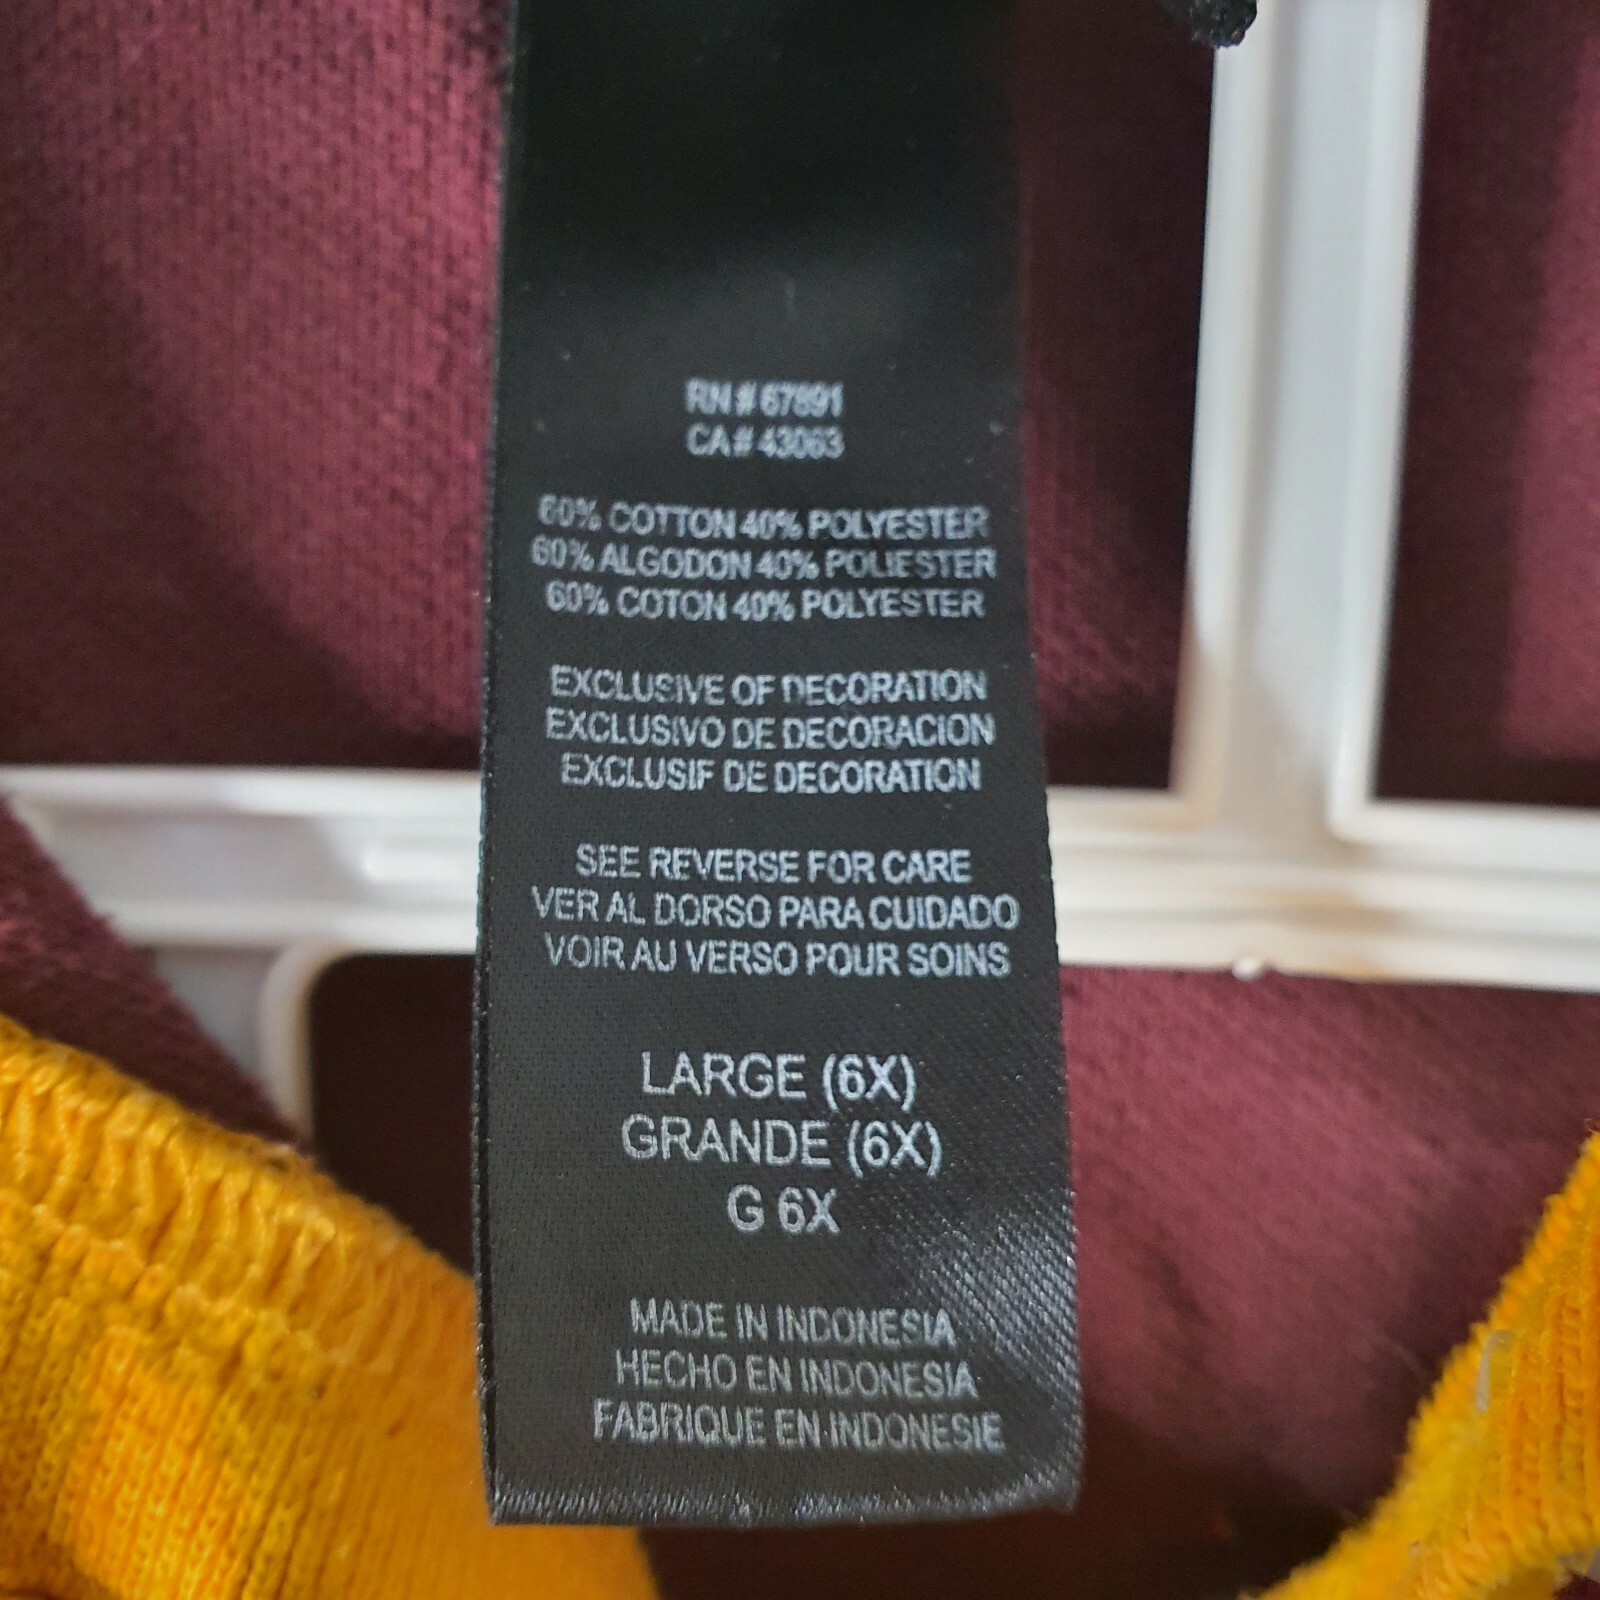 RN # 67891
CA # 43063
60% COTTON 40% POLYESTER
60% ALGODON 40% POLIESTER
60% COTON 40% POLYESTER
EXCLUSIVE OF DECORATION
EXCLUSIVO DE DECORACION
EXCLUSIF DE DECORATION
SEE REVERSE FOR CARE
VER AL DORSO PARA CUIDADO
VOIR AU VERSO POUR SOINS
LARGE (6X)
GRANDE (6X)
G 6X
MADE IN INDONESIA
HECHO EN INDONESIA
FABRIQUE EN INDONESIE